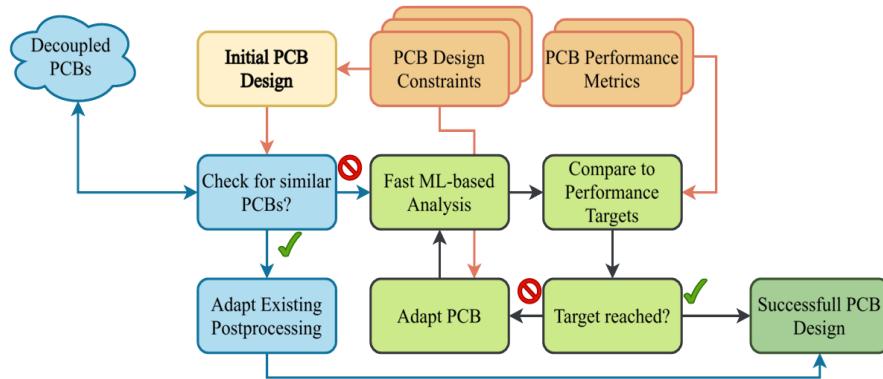 Decoupled
PCBs
Initial PCB
Design
PCB Design
Constraints
PCB Performance
Metrics
Check for similar
PCBs?
Fast ML-based
Analysis
Compare to
Performance
Targets
Adapt Existing
Postprocessing
Adapt PCB
Target reached?
Successfull PCB
Design